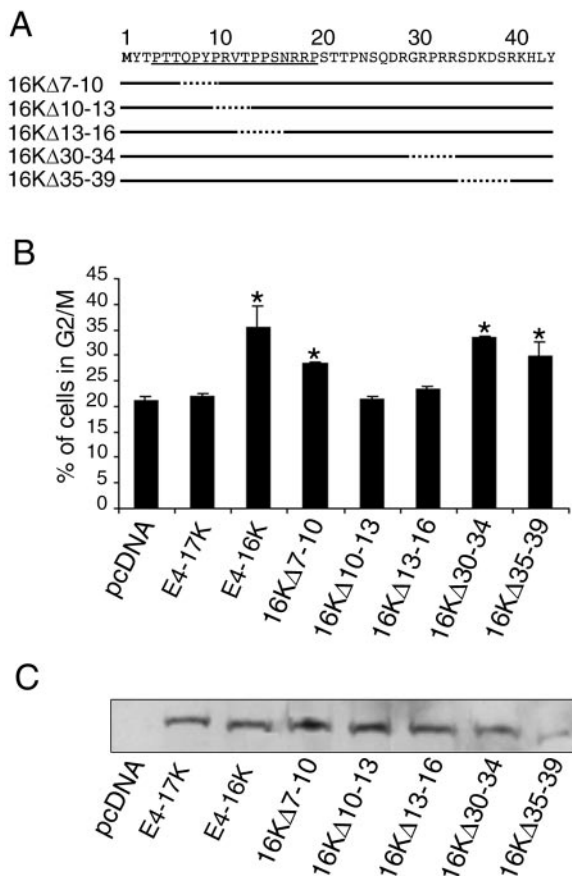 A
1 10 20 30 40
MYTPTTQPYPRVTPPSNRRPSTTPNSQDRGRPRRSDKDSRKHLY
16KΔ7-10
16KΔ10-13
16KΔ13-16
16KΔ30-34
16KΔ35-39
B
% of cells in G2/M
45
40
35
30
25
20
15
10
5
0
* * * *
pcDNA
E4-17K
E4-16K
16KΔ7-10
16KΔ10-13
16KΔ13-16
16KΔ30-34
16KΔ35-39
C
pcDNA
E4-17K
E4-16K
16KΔ7-10
16KΔ10-13
16KΔ13-16
16KΔ30-34
16KΔ35-39